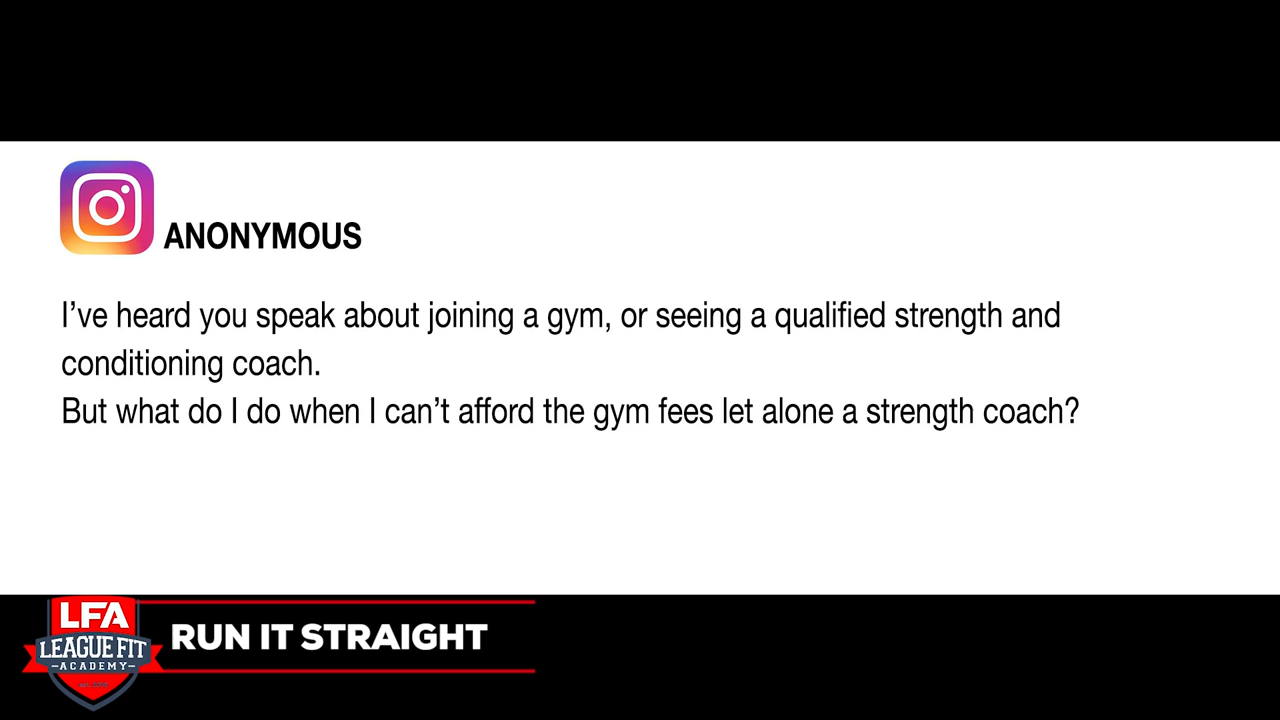 ANONYMOUS
I’ve heard you speak about joining a gym, or seeing a qualified strength and
conditioning coach.
But what do I do when I can’t afford the gym fees let alone a strength coach?
LFA
LEAGUE FIT
—ACADEMY—
RUN IT STRAIGHT